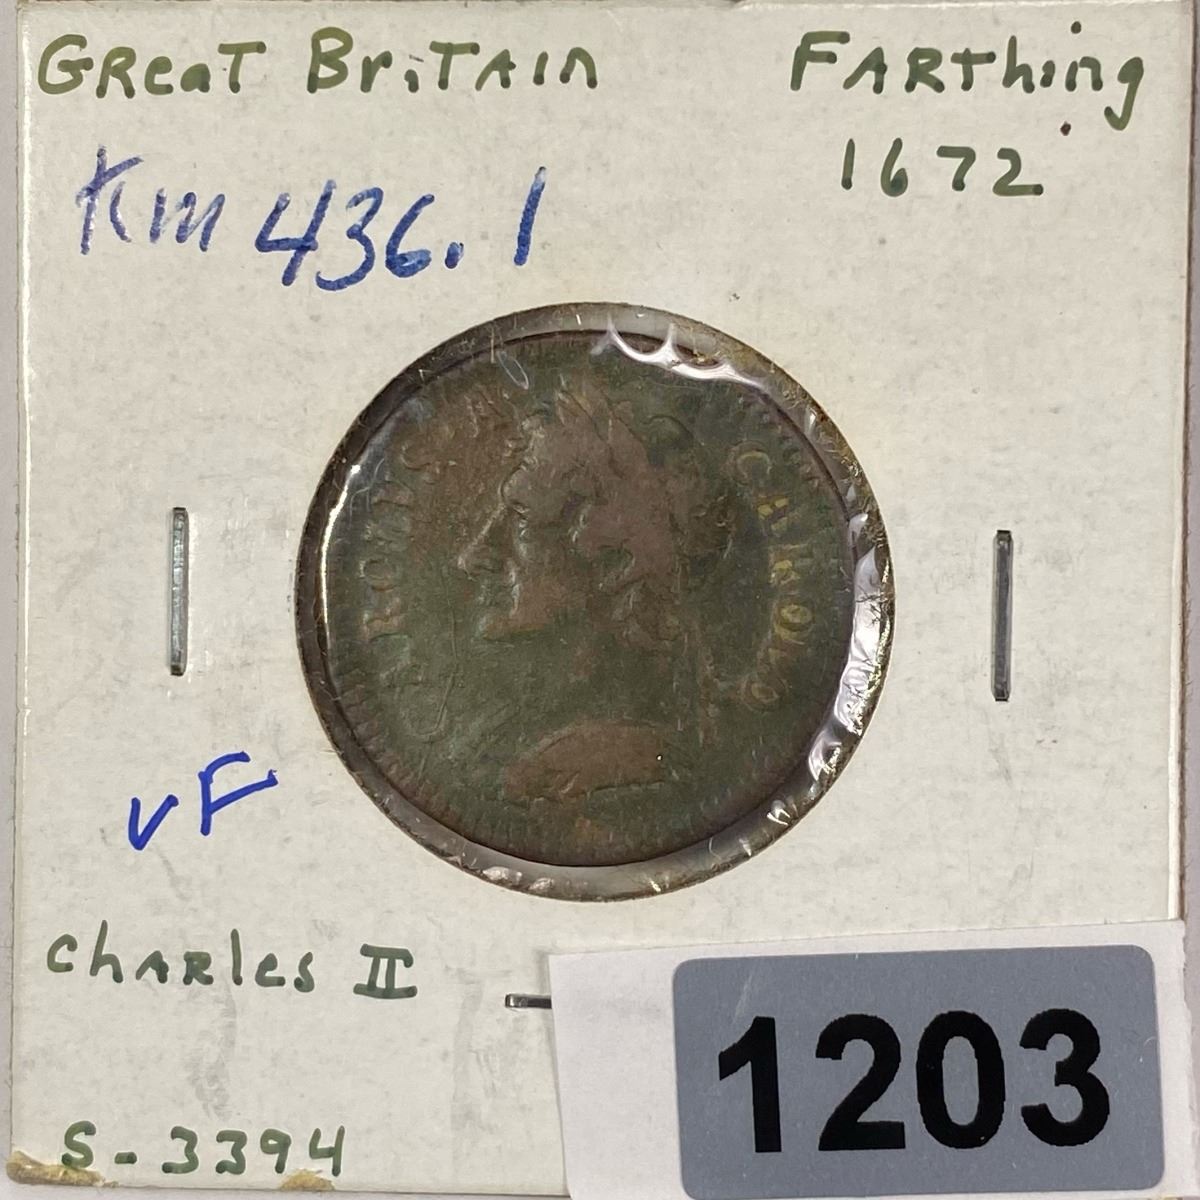 GReaT BriTAin
FARthing
1672
Km 436.1
CAROLVS
CAROLO
VF
chARles II
S-3394
1203